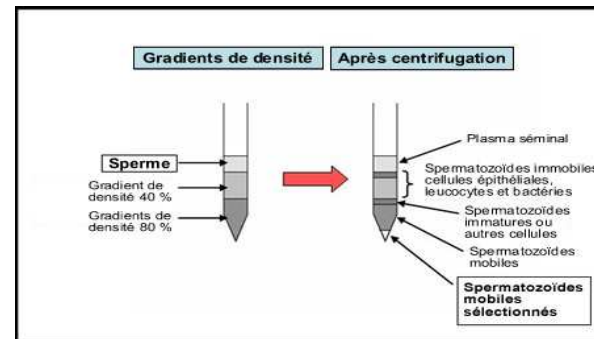 Gradients de densité
Après centrifugation
Sperme
Gradient de
densité 40 %
Gradients de
densité 80 %
Plasma séminal
Spermatozoïdes immobiles
cellules épithéliales,
leucocytes et bactéries
Spermatozoïdes
immatures ou
autres cellules
Spermatozoïdes
mobiles
Spermatozoïdes
mobiles
sélectionnés